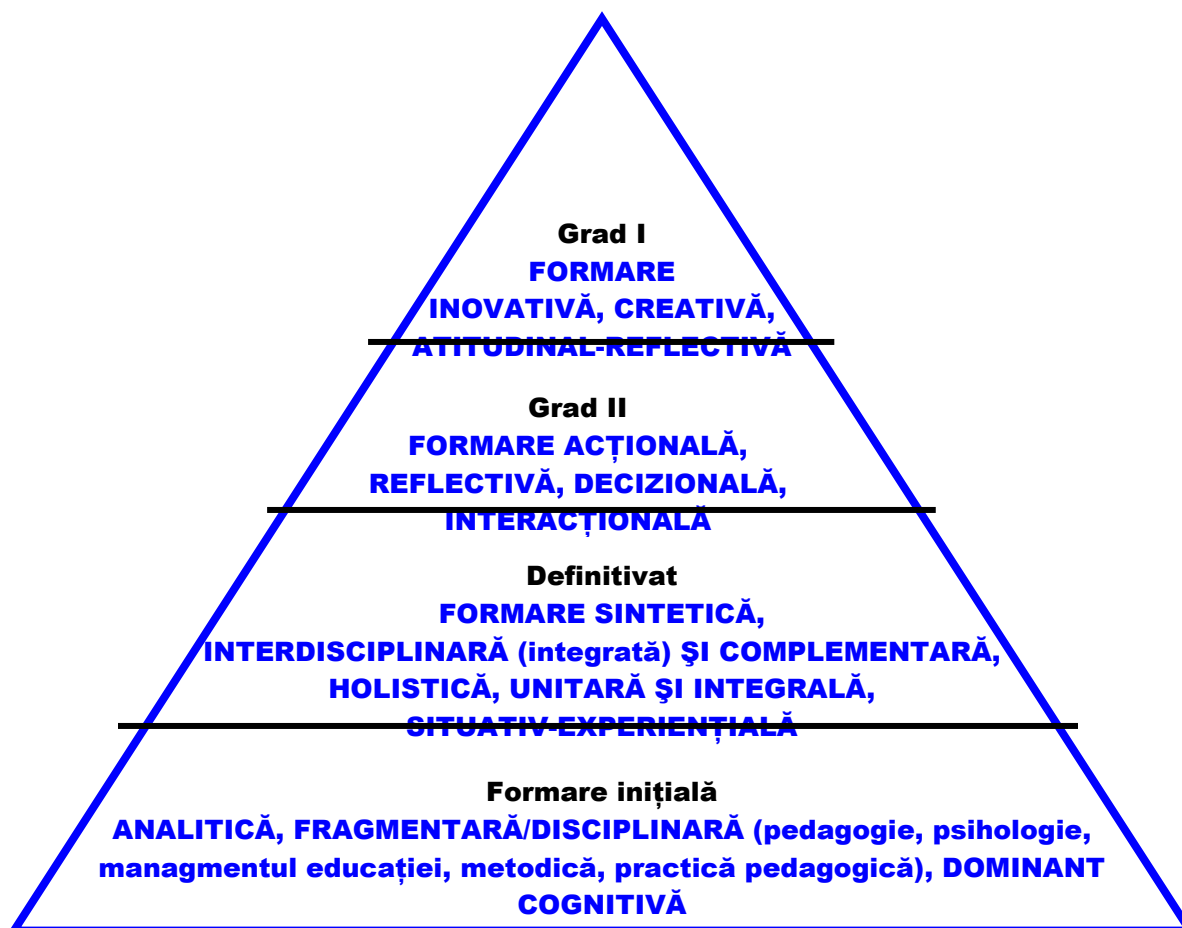 Grad I
FORMARE
INOVATIVĂ, CREATIVĂ,
ATITUDINAL-REFLECTIVĂ
Grad II
FORMARE ACȚIONALĂ,
REFLECTIVĂ, DECIZIONALĂ,
INTERACȚIONALĂ
Definitivat
FORMARE SINTETICĂ,
INTERDISCIPLINARĂ (integrată) ŞI COMPLEMENTARĂ,
HOLISTICĂ, UNITARĂ ŞI INTEGRALĂ,
SITUATIV-EXPERIENȚIALĂ
Formare inițială
ANALITICĂ, FRAGMENTARĂ/DISCIPLINARĂ (pedagogie, psihologie,
managmentul educației, metodică, practică pedagogică), DOMINANT
COGNITIVĂ